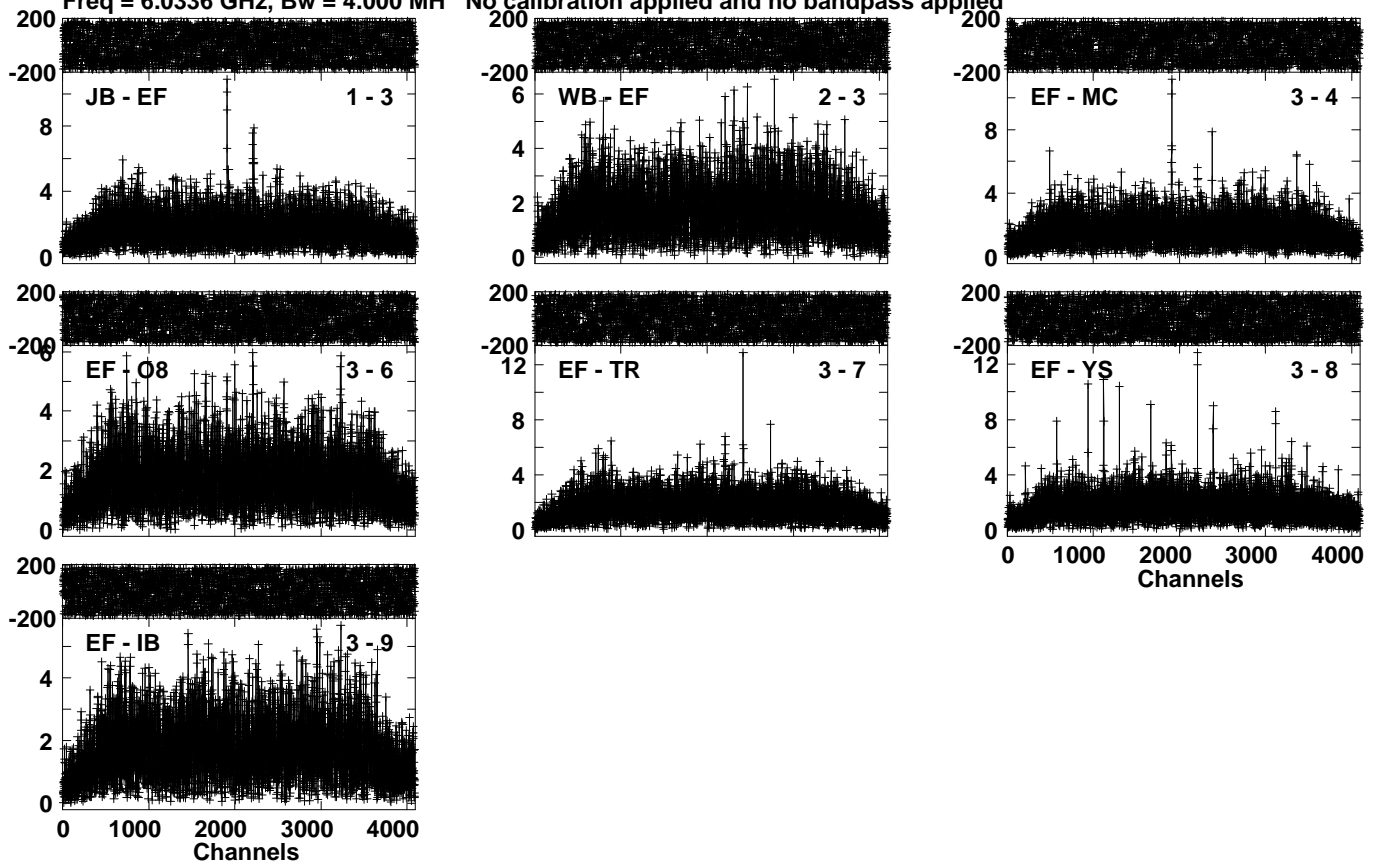 Freq = 6.0336 GHz, Bw = 4.000 MH No calibration applied and no bandpass applied
200 200 200
-200 -200 -200
JB - EF 1 - 3 WB - EF 2 - 3 EF - MC 3 - 4
8 6 8
4 4 4
2
0 0 0
200 200 200
-200 -200 -200
6 12 12
EF - O8 3 - 6 EF - TR 3 - 7 EF - YS 3 - 8
4 8 8
2 4 4
0 0 0
0 1000 2000 3000 4000
Channels
200
-200
EF - IB 3 - 9
4
2
0
0 1000 2000 3000 4000
Channels